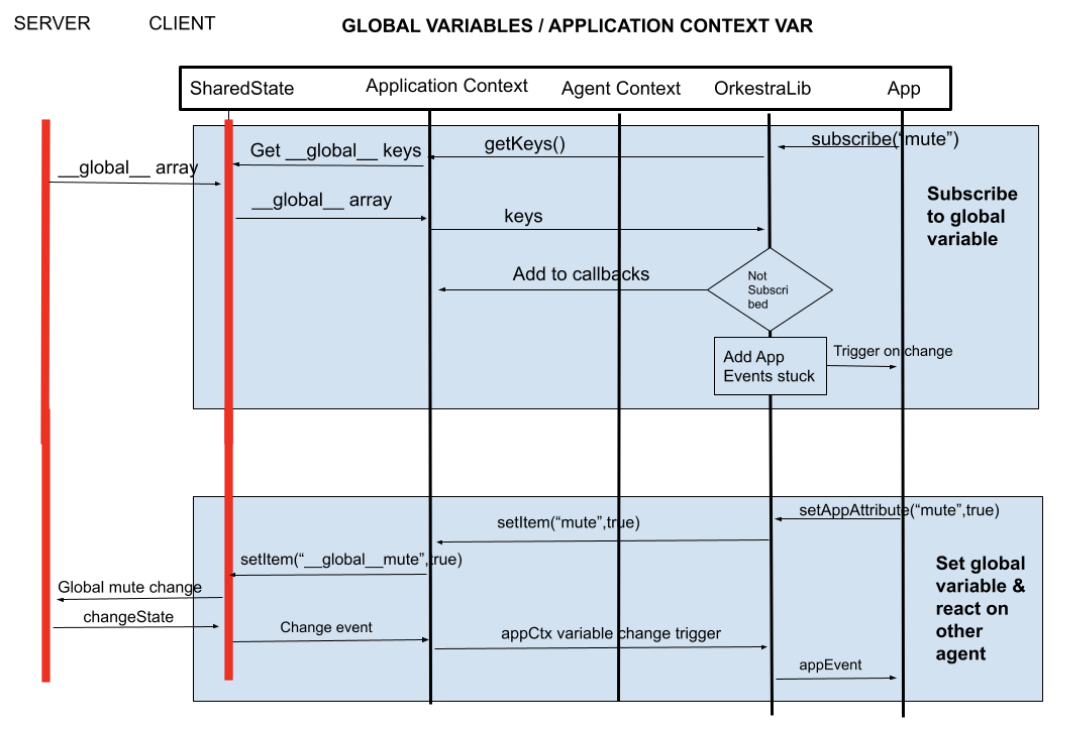 SERVER
CLIENT
GLOBAL VARIABLES / APPLICATION CONTEXT VAR
SharedState
Application Context
Agent Context
OrkestraLib
App
subscribe(“mute”)
getKeys()
Get __global__ keys
__global__ array
__global__ array
keys
Subscribe
to global
variable
Add to callbacks
Not
Subscri
bed
Add App
Events stuck
Trigger on change
setAppAttribute(“mute”,true)
setItem(“mute”,true)
setItem(“__global__mute”,true)
Global mute change
changeState
Change event
appCtx variable change trigger
appEvent
Set global
variable &
react on
other
agent